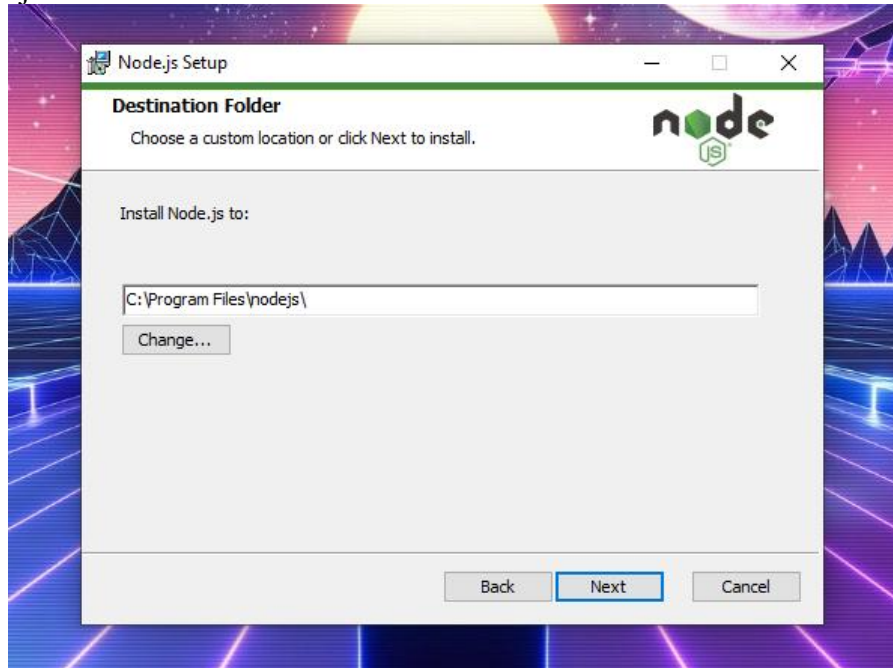 Node.js Setup
Destination Folder
Choose a custom location or click Next to install.
node
JS
Install Node.js to:
C:\Program Files\nodejs\
Change...
Back Next Cancel